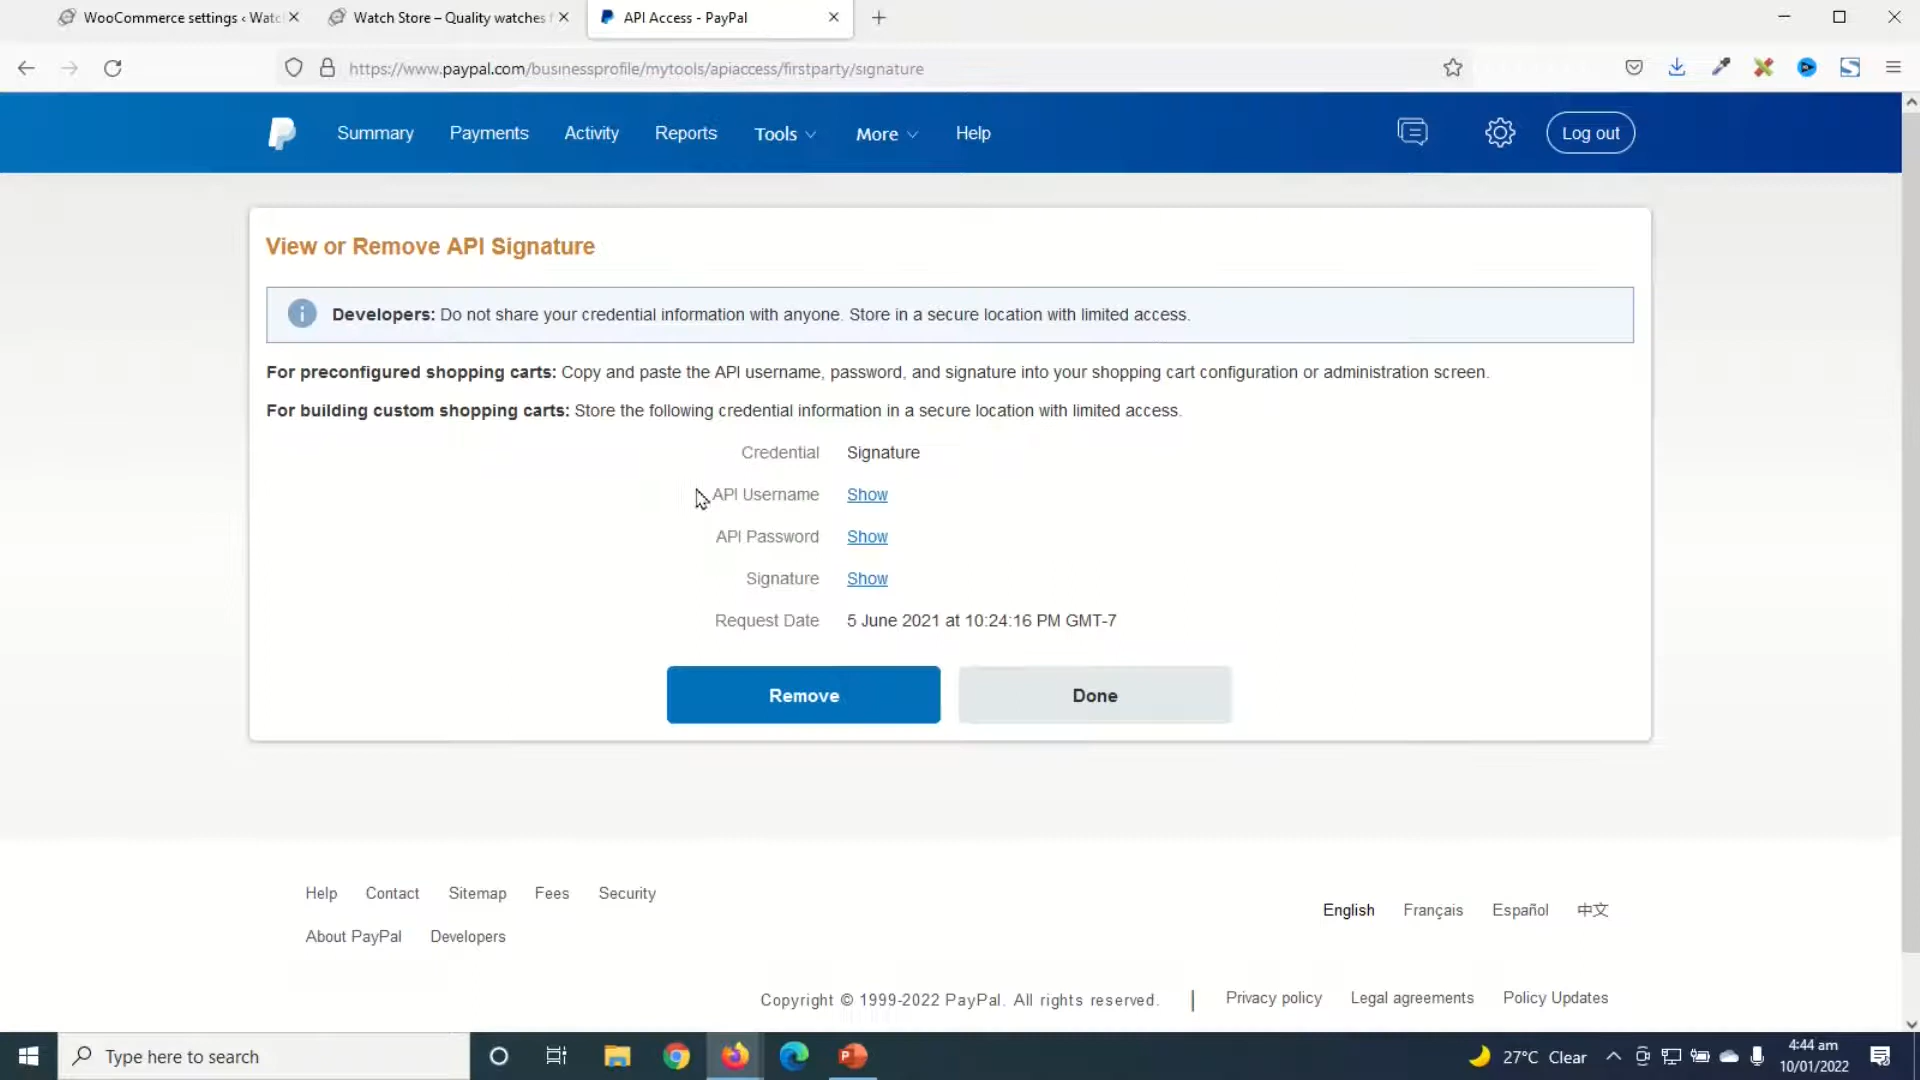 WooCommerce settings ‹ Watc
Watch Store – Quality watches f
API Access - PayPal
https://www.paypal.com/businessprofile/mytools/apiaccess/firstparty/signature
Summary
Payments
Activity
Reports
Tools
More
Help
Log out
View or Remove API Signature
Developers: Do not share your credential information with anyone. Store in a secure location with limited access.
For preconfigured shopping carts: Copy and paste the API username, password, and signature into your shopping cart configuration or administration screen.
For building custom shopping carts: Store the following credential information in a secure location with limited access.
Credential Signature
API Username Show
API Password Show
Signature Show
Request Date 5 June 2021 at 10:24:16 PM GMT-7
Remove
Done
Help Contact Sitemap Fees Security
English Français Español 中文
About PayPal Developers
Copyright © 1999-2022 PayPal. All rights reserved. | Privacy policy Legal agreements Policy Updates
Type here to search
27°C Clear
4:44 am
10/01/2022